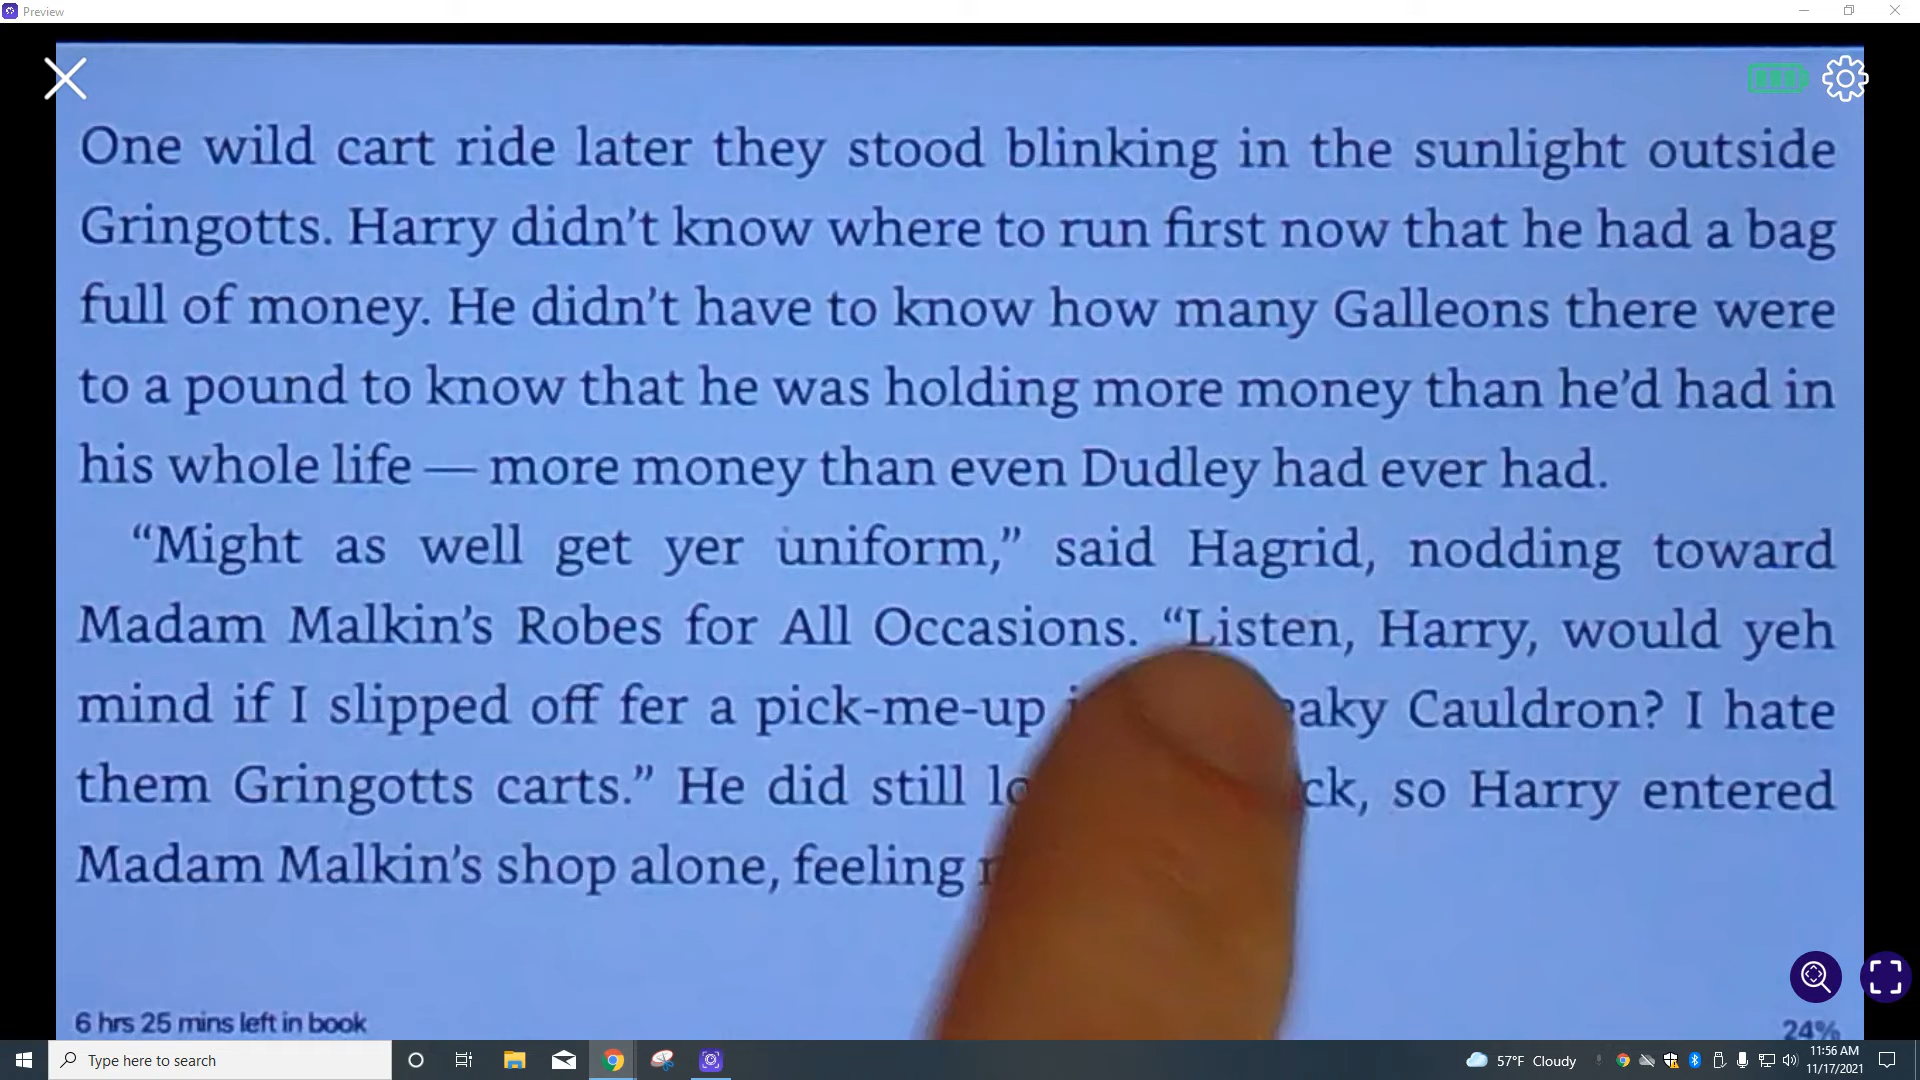 Preview
One wild cart ride later they stood blinking in the sunlight outside
Gringotts. Harry didn’t know where to run first now that he had a bag
full of money. He didn’t have to know how many Galleons there were
to a pound to know that he was holding more money than he’d had in
his whole life — more money than even Dudley had ever had.
“Might as well get yer uniform,” said Hagrid, nodding toward
Madam Malkin’s Robes for All Occasions. “Listen, Harry, would yeh
mind if I slipped off fer a pick-me-up Cauldron? I hate
them Gringotts carts.” He did still so Harry entered
Madam Malkin’s shop alone, feeling
6 hrs 25 mins left in book
24%
Type here to search
57°F Cloudy
11:56 AM
11/17/2021